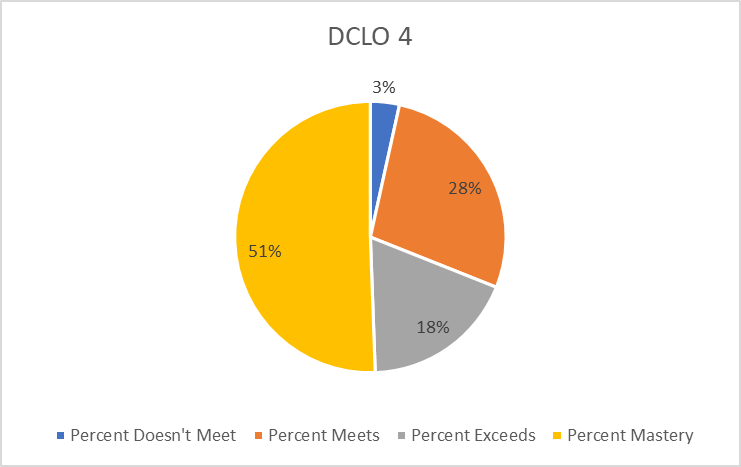 DCLO 4
3%
28%
51%
18%
Percent Doesn't Meet
Percent Meets
Percent Exceeds
Percent Mastery